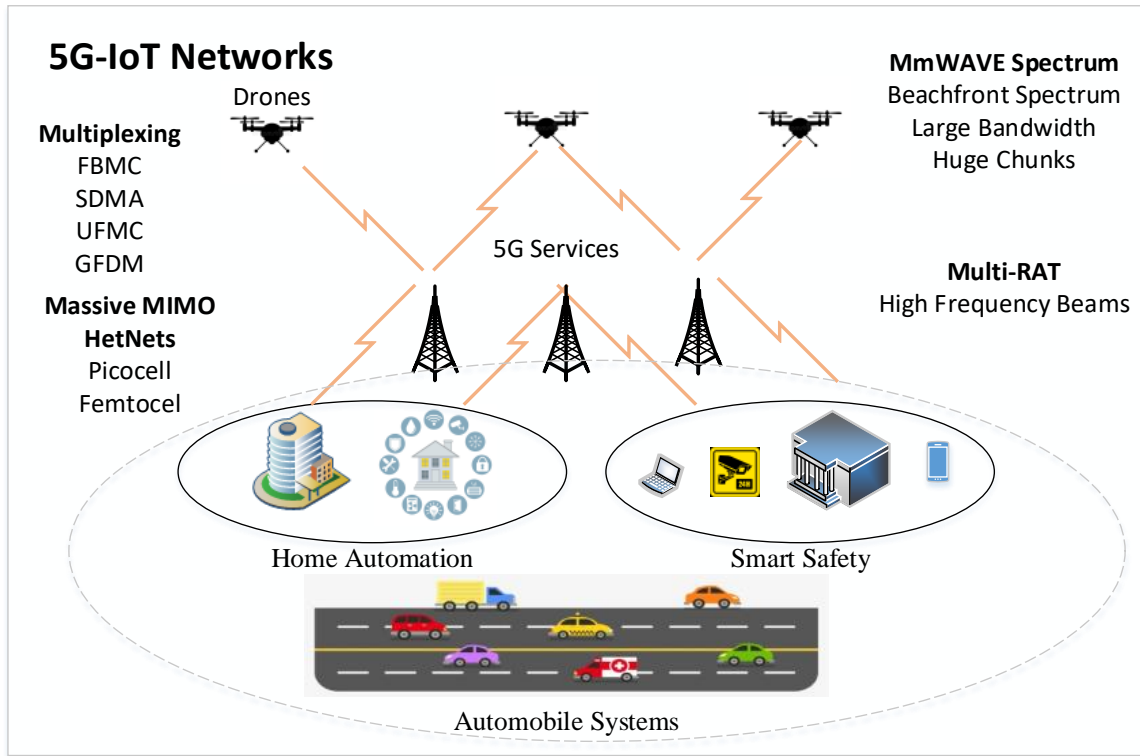 5G-IoT Networks
Drones
Multiplexing
FBMC
SDMA
UFMC
GFDM
Massive MIMO
HetNets
Picocell
Femtocel
MmWAVE Spectrum
Beachfront Spectrum
Large Bandwidth
Huge Chunks
5G Services
Multi-RAT
High Frequency Beams
Home Automation
Smart Safety
Automobile Systems